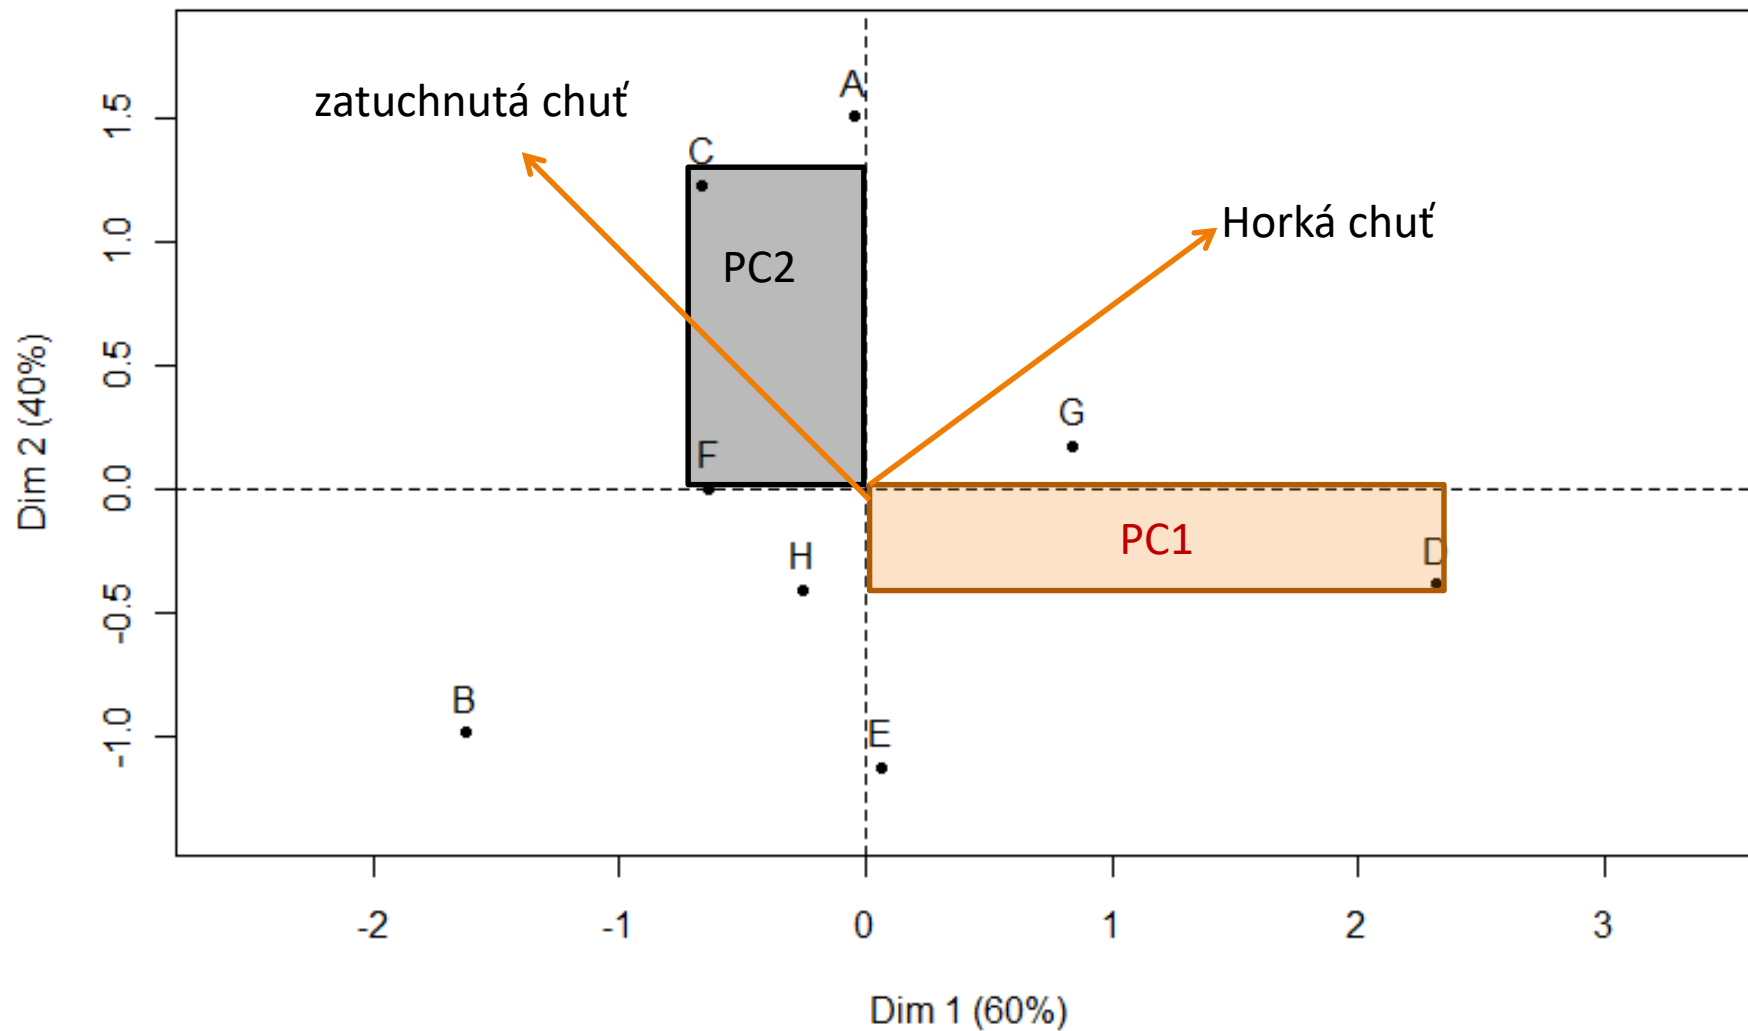 A
zatuchnutá chuť
C
Horká chuť
PC2
G
F
PC1
D
H
B
E
1.5
1.0
0.5
0.0
-0.5
-1.0
Dim 2 (40%)
-2
-1
0
1
2
3
Dim 1 (60%)